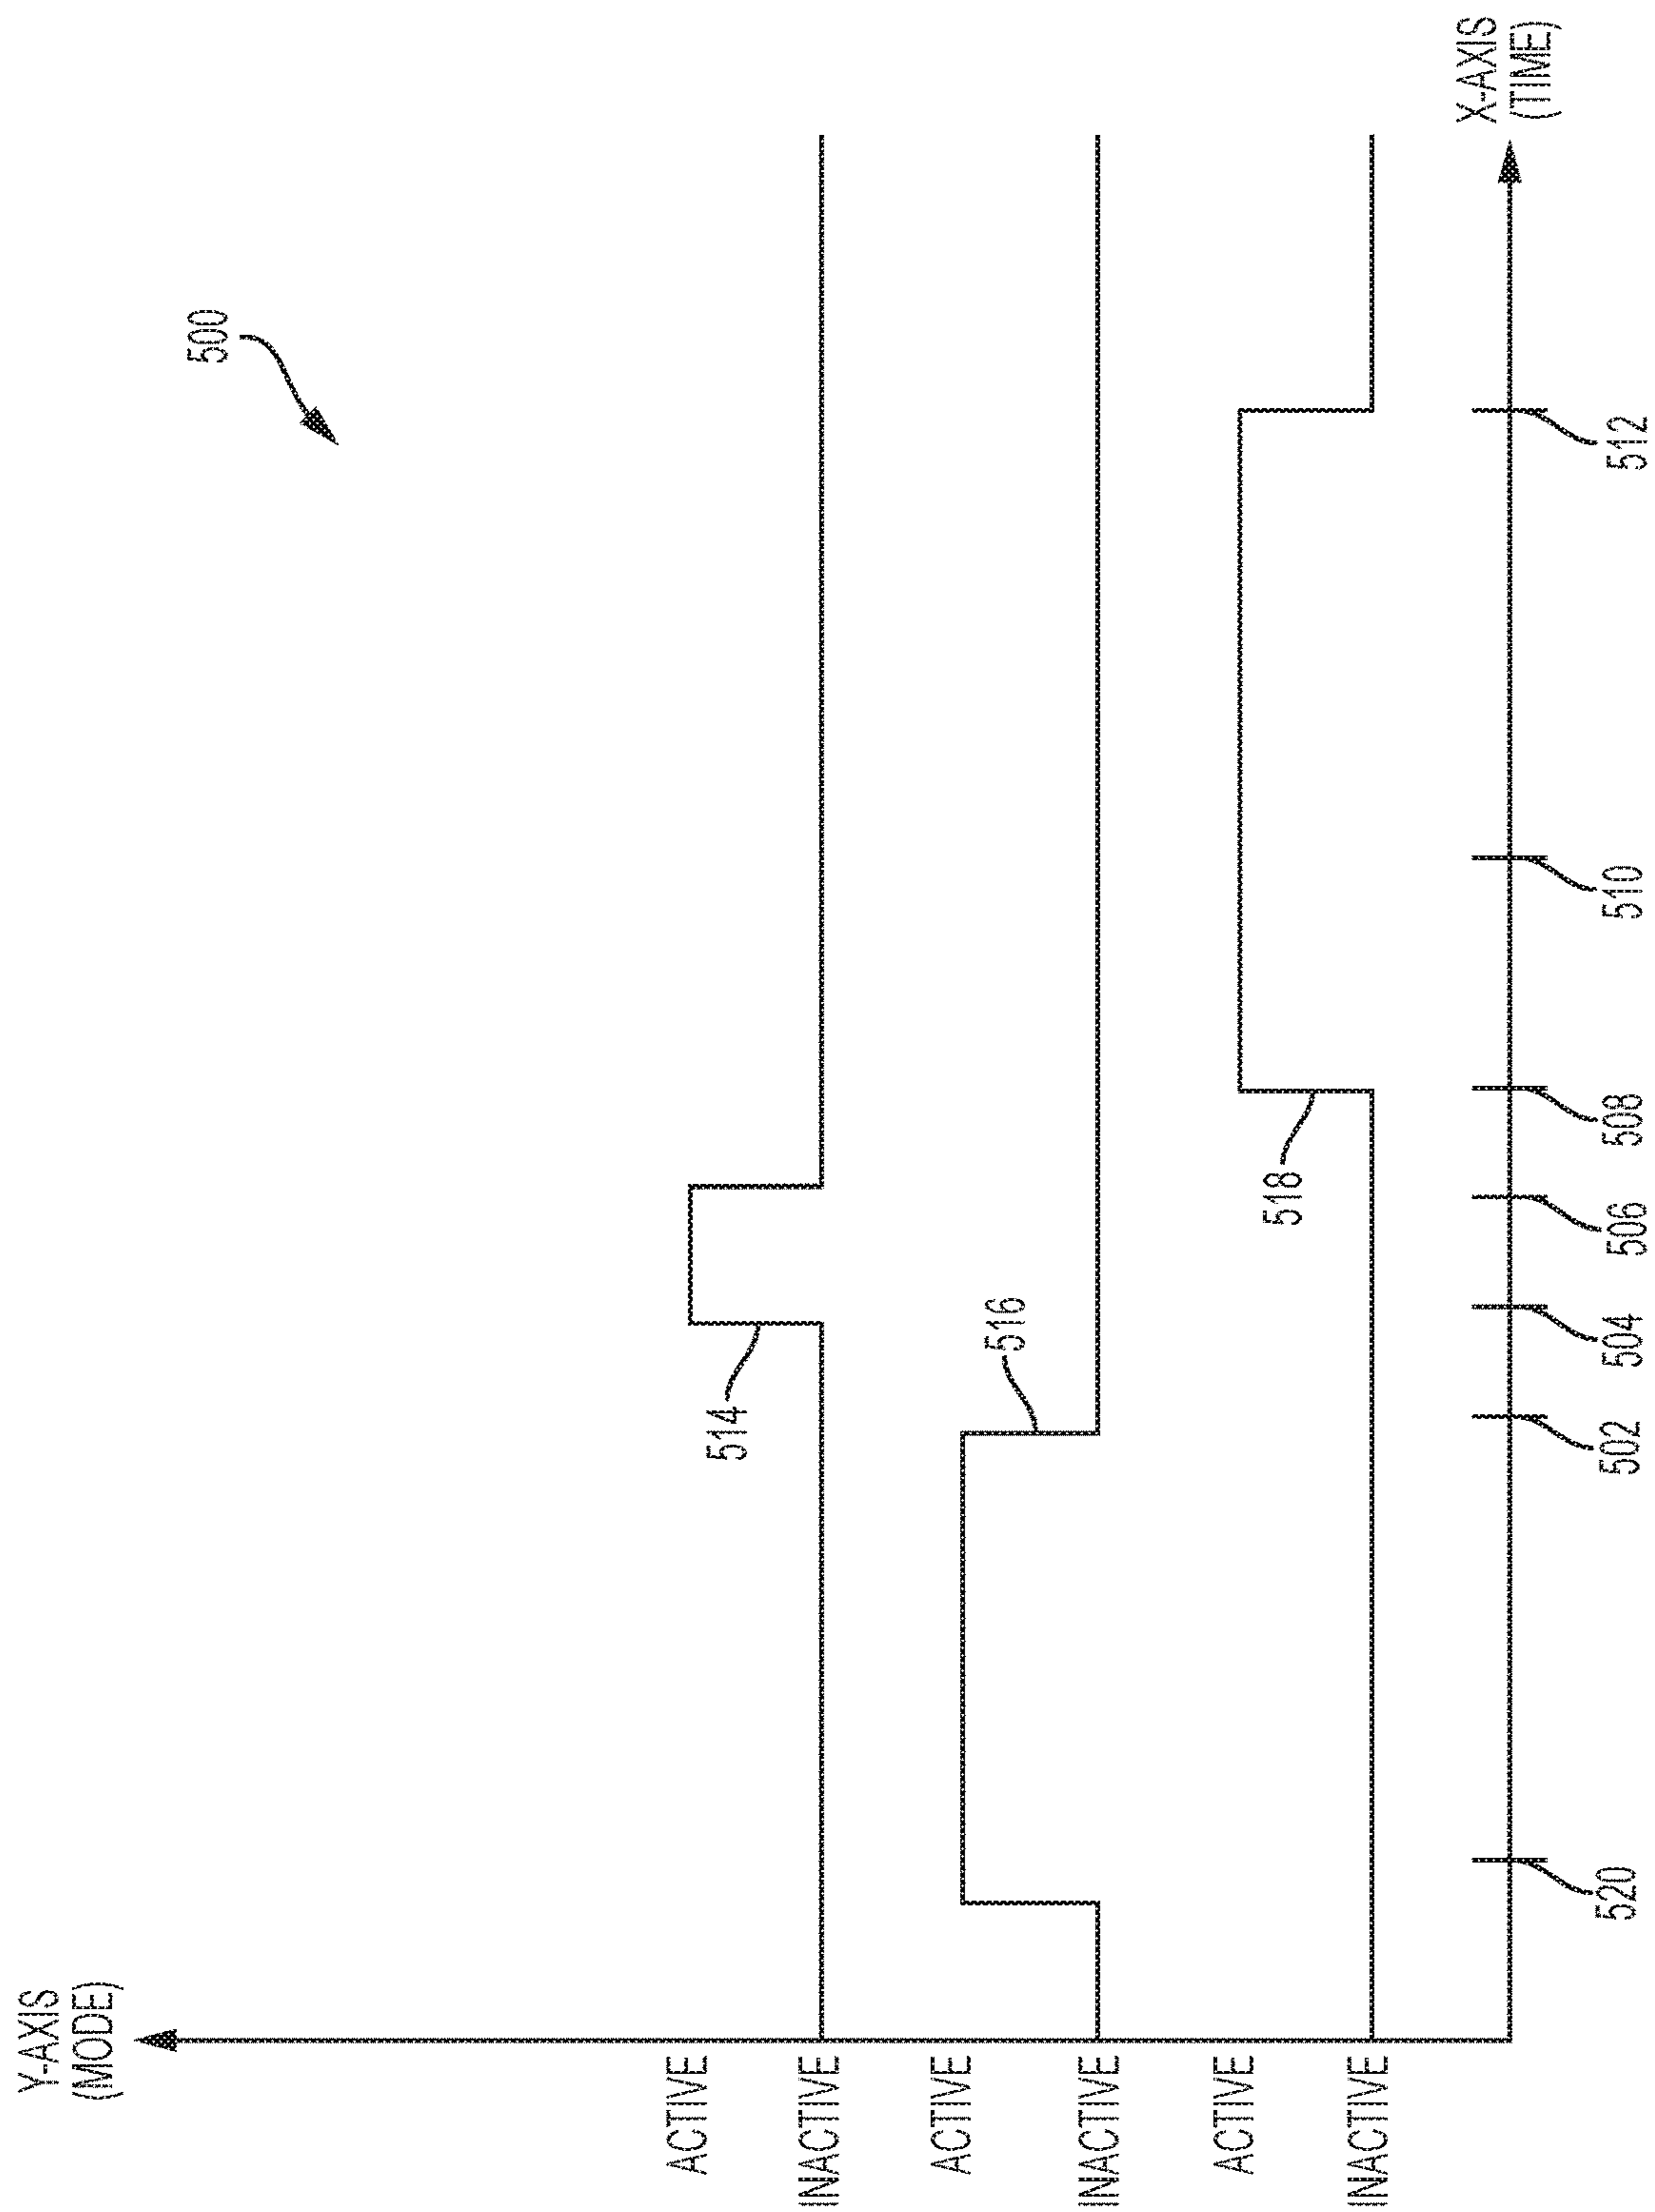 Y-AXIS
(MODE)
500
ACTIVE
514
INACTIVE
ACTIVE
516
INACTIVE
ACTIVE
518
INACTIVE
X-AXIS
(TIME)
520
502
504
506
508
510
512